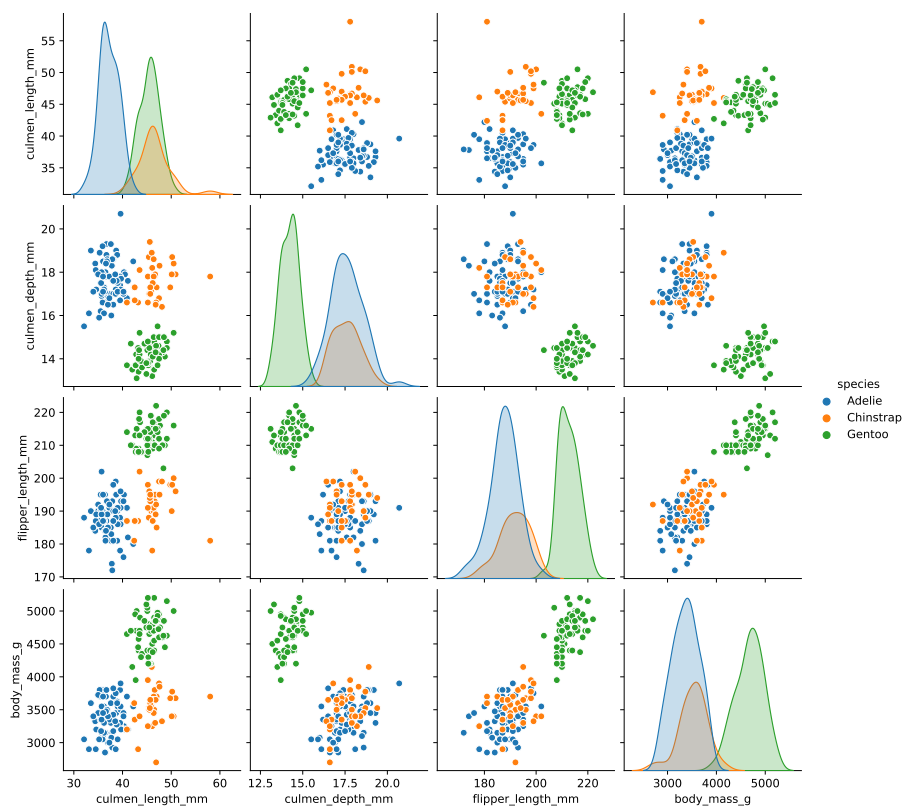 culmen_length_mm
55
50
45
40
35
culmen_depth_mm
20
18
16
14
flipper_length_mm
220
210
200
190
180
170
body_mass_g
5000
4500
4000
3500
3000
30 40 50 60
12.5 15.0 17.5 20.0
180 200 220
3000 4000 5000
culmen_length_mm
culmen_depth_mm
flipper_length_mm
body_mass_g
species
Adelie
Chinstrap
Gentoo